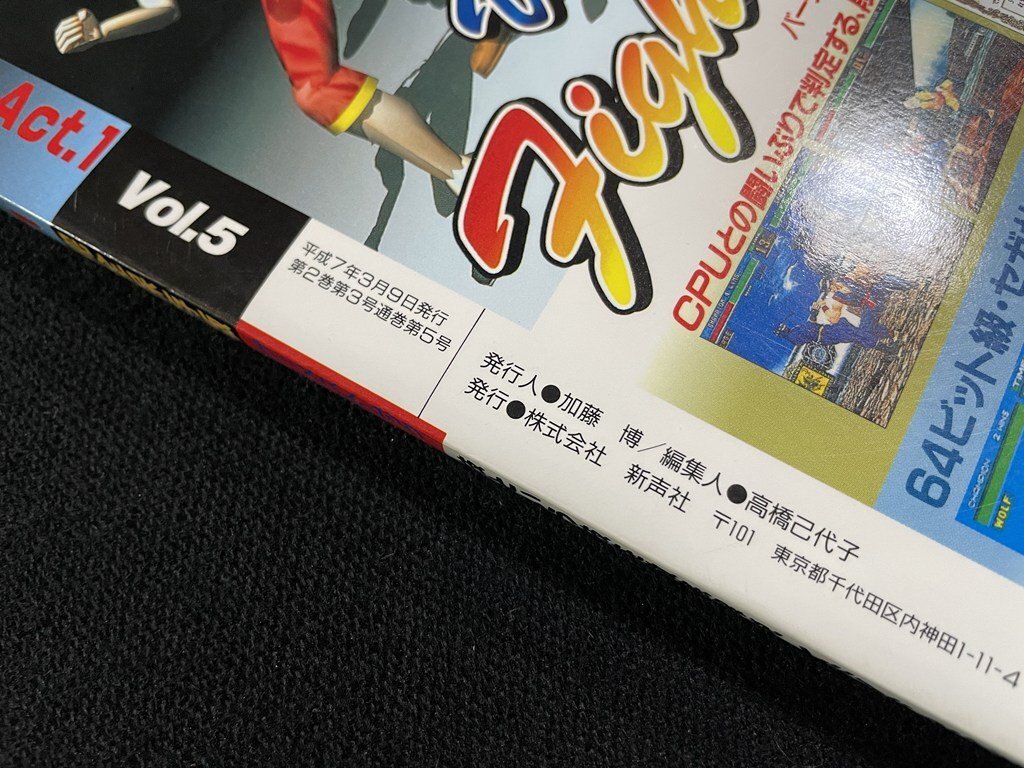 Act.1
Vol.5
平成7年3月9日発行
第2巻第3号通巻第5号
発行人●加藤 博／編集人●高橋己代子
発行●株式会社 新声社 〒101 東京都千代田区内神田1-11-4
Figh
CPUとの闘いぶりで判定する、
バー
64ビット級・セガ
WOLF